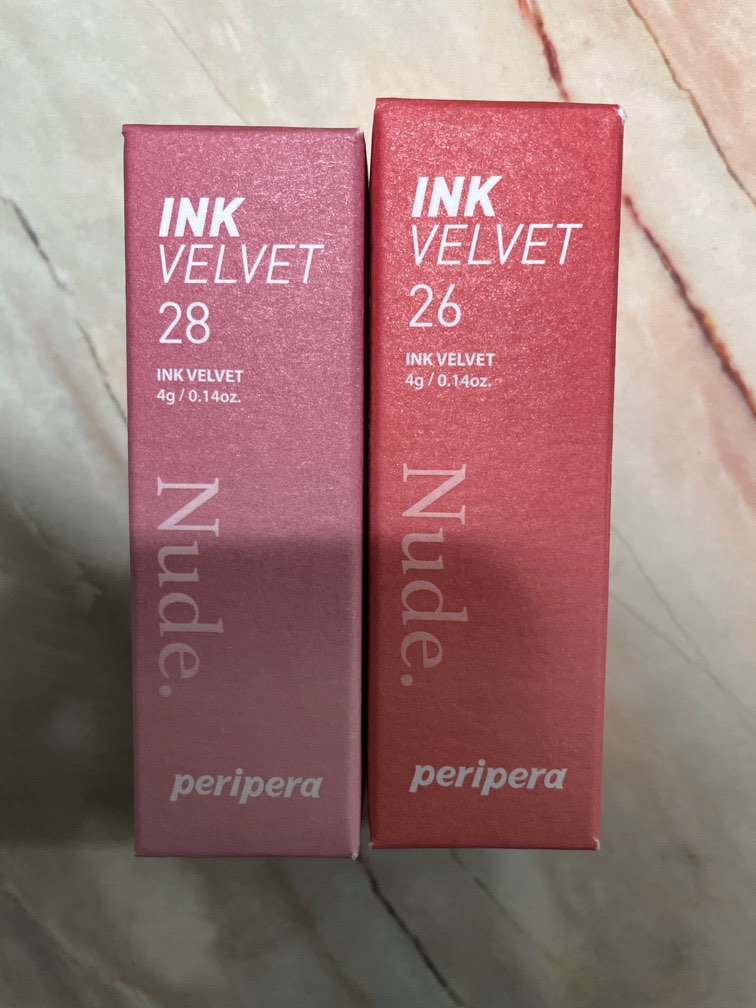 INK
VELVET
28
INK VELVET
4g / 0.14oz.
Nude.
peripera
INK
VELVET
26
INK VELVET
4g / 0.14oz.
Nude.
peripera